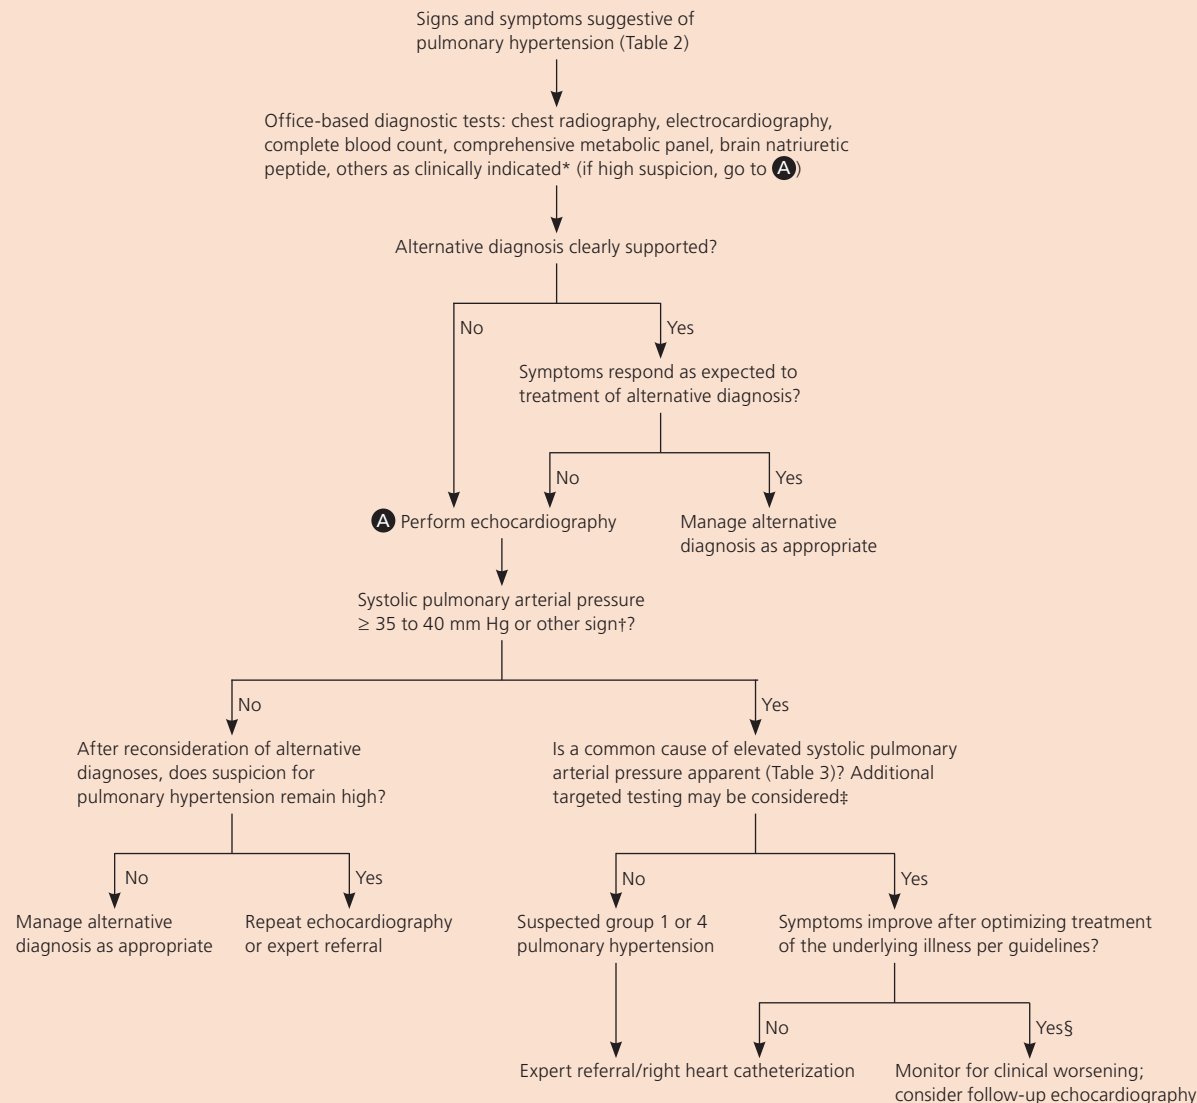 Signs and symptoms suggestive of
pulmonary hypertension (Table 2)
Office-based diagnostic tests: chest radiography, electrocardiography,
complete blood count, comprehensive metabolic panel, brain natriuretic
peptide, others as clinically indicated* (if high suspicion, go to A)
Alternative diagnosis clearly supported?
No
Yes
Symptoms respond as expected to
treatment of alternative diagnosis?
No
Yes
A Perform echocardiography
Manage alternative
diagnosis as appropriate
Systolic pulmonary arterial pressure
≥ 35 to 40 mm Hg or other sign†?
No
Yes
After reconsideration of alternative
diagnoses, does suspicion for
pulmonary hypertension remain high?
Is a common cause of elevated systolic pulmonary
arterial pressure apparent (Table 3)? Additional
targeted testing may be considered‡
No
Yes
No
Yes
Manage alternative
diagnosis as appropriate
Repeat echocardiography
or expert referral
Suspected group 1 or 4
pulmonary hypertension
Symptoms improve after optimizing treatment
of the underlying illness per guidelines?
No
Yes§
Expert referral/right heart catheterization
Monitor for clinical worsening;
consider follow-up echocardiography